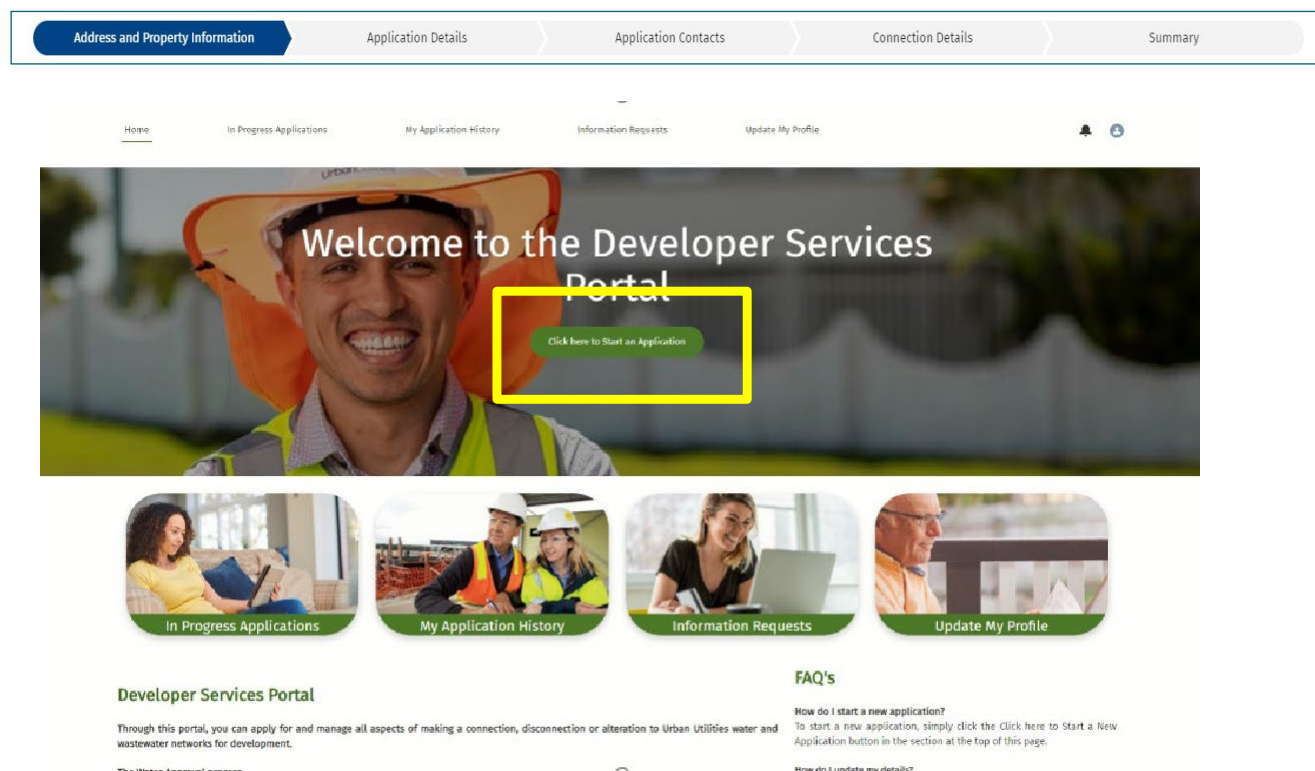 Address and Property Information
Application Details
Application Contacts
Connection Details
Summary
Home
In Progress Applications
My Application History
Information Requests
Update My Profile
Welcome to the Developer Services
Portal
Click here to Start an Application
In Progress Applications
My Application History
Information Requests
Update My Profile
Developer Services Portal
Through this portal, you can apply for and manage all aspects of making a connection, disconnection or alteration to Urban Utilities water and
wastewater networks for development.
FAQ's
How do I start a new application?
To start a new application, simply click the Click here to Start a New
Application button in the section at the top of this page.
How do I update my details?